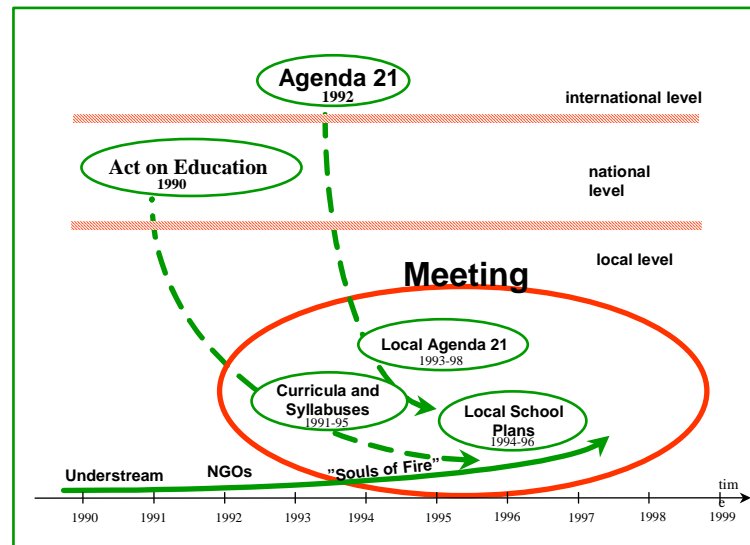 Agenda 21
1992
international level
Act on Education
1990
national
level
local level
Meeting
Local Agenda 21
1993-98
Curricula and
Syllabuses
1991-95
Local School
Plans
1994-96
Understream
NGOs
”Souls of Fire”
tim
e
1990 1991 1992 1993 1994 1995 1996 1997 1998 1999